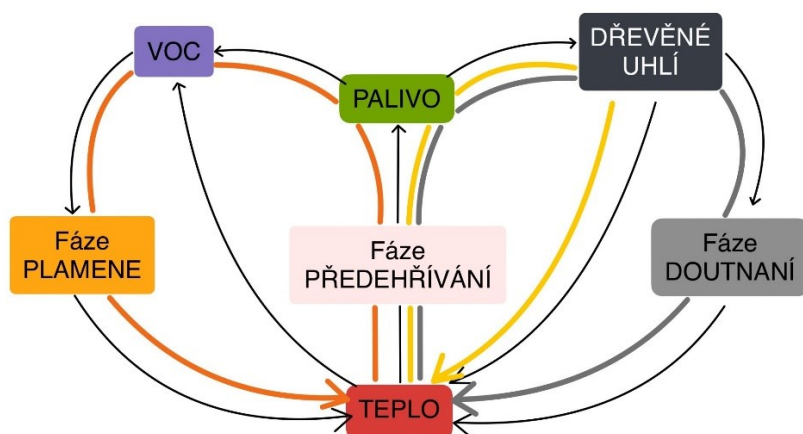 VOC
DŘEVĚNÉ
UHLÍ
PALIVO
Fáze
PLAMENE
Fáze
PŘEDEHŘÍVÁNÍ
Fáze
DOUTNANÍ
TEPLO